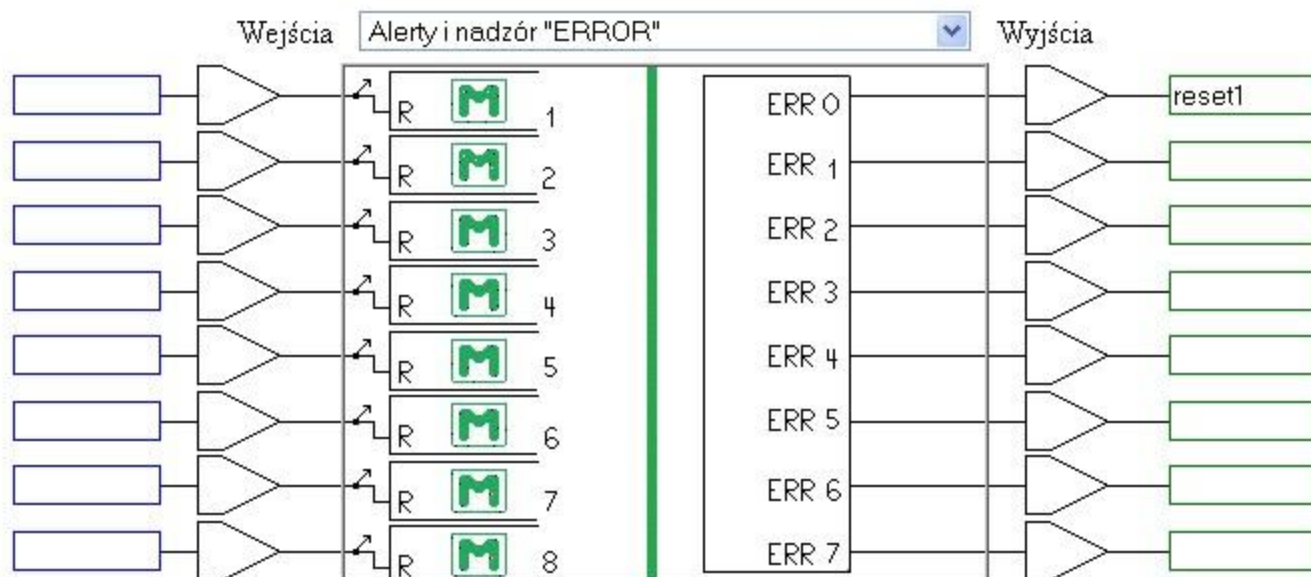 Wejścia
Alerty i nadzór "ERROR"
Wyjścia
R M 1 ERR 0 reset1
R M 2 ERR 1
R M 3 ERR 2
R M 4 ERR 3
R M 5 ERR 4
R M 6 ERR 5
R M 7 ERR 6
R M 8 ERR 7